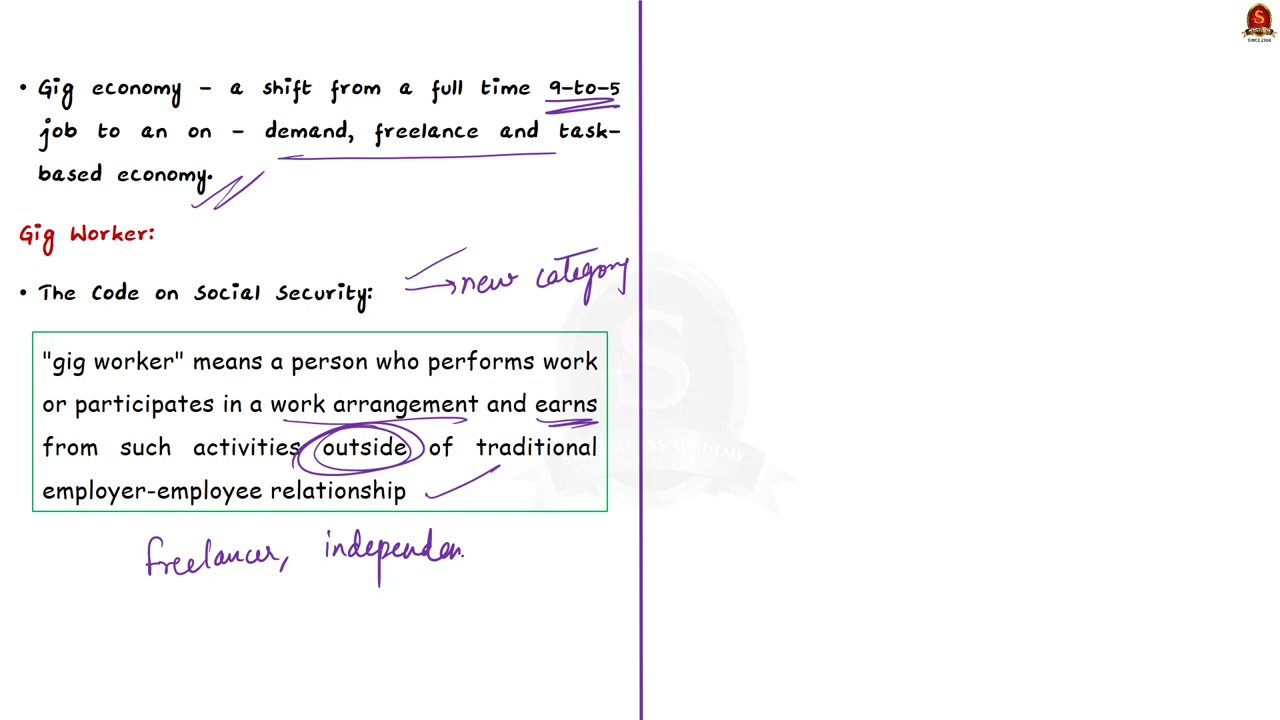 • Gig economy - a shift from a full time 9-to-5
job to an on - demand, freelance and task-
based economy.
Gig Worker:
• The Code on Social Security:
→ new category
"gig worker" means a person who performs work
or participates in a work arrangement and earns
from such activities outside of traditional
employer-employee relationship
freelancer, independen
S
SINCE 2004